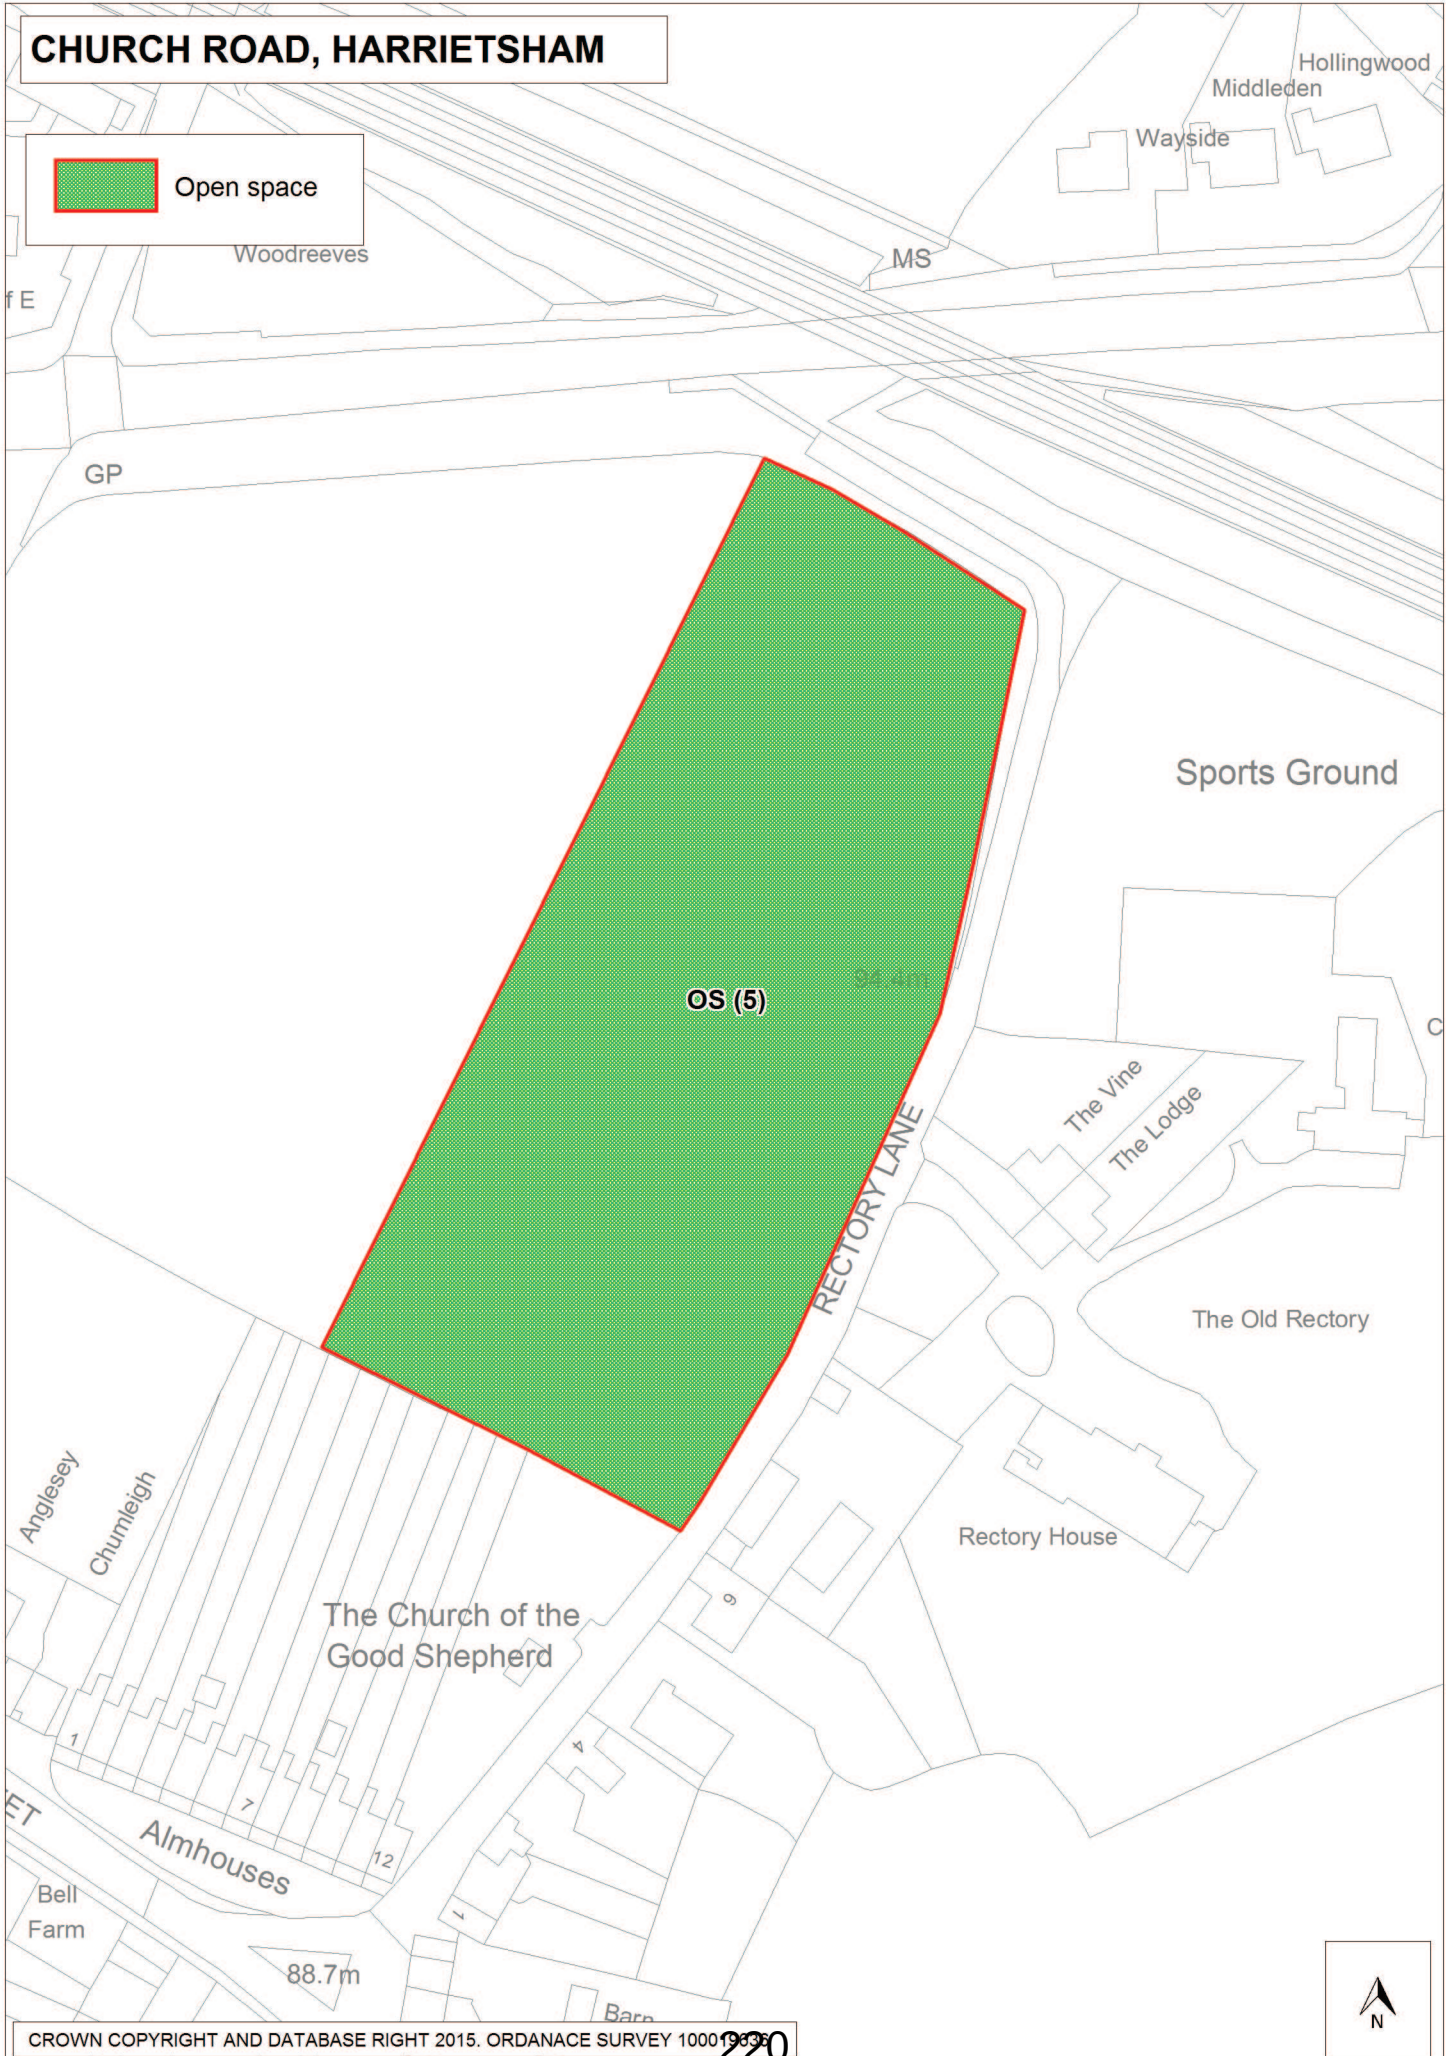 CHURCH ROAD, HARRIETSHAM
Hollingwood
Middleden
Wayside
Open space
Woodreeves
MS
f E
GP
Sports Ground
94.4m
OS (5)
C
The Vine
The Lodge
RECTORY LANE
The Old Rectory
Anglesey
Chumleigh
Rectory House
The Church of the
Good Shepherd
9
4
1
1
7
12
ET
Almhouses
Bell
Farm
88.7m
Barn
N
CROWN COPYRIGHT AND DATABASE RIGHT 2015. ORDANACE SURVEY 100019636
220